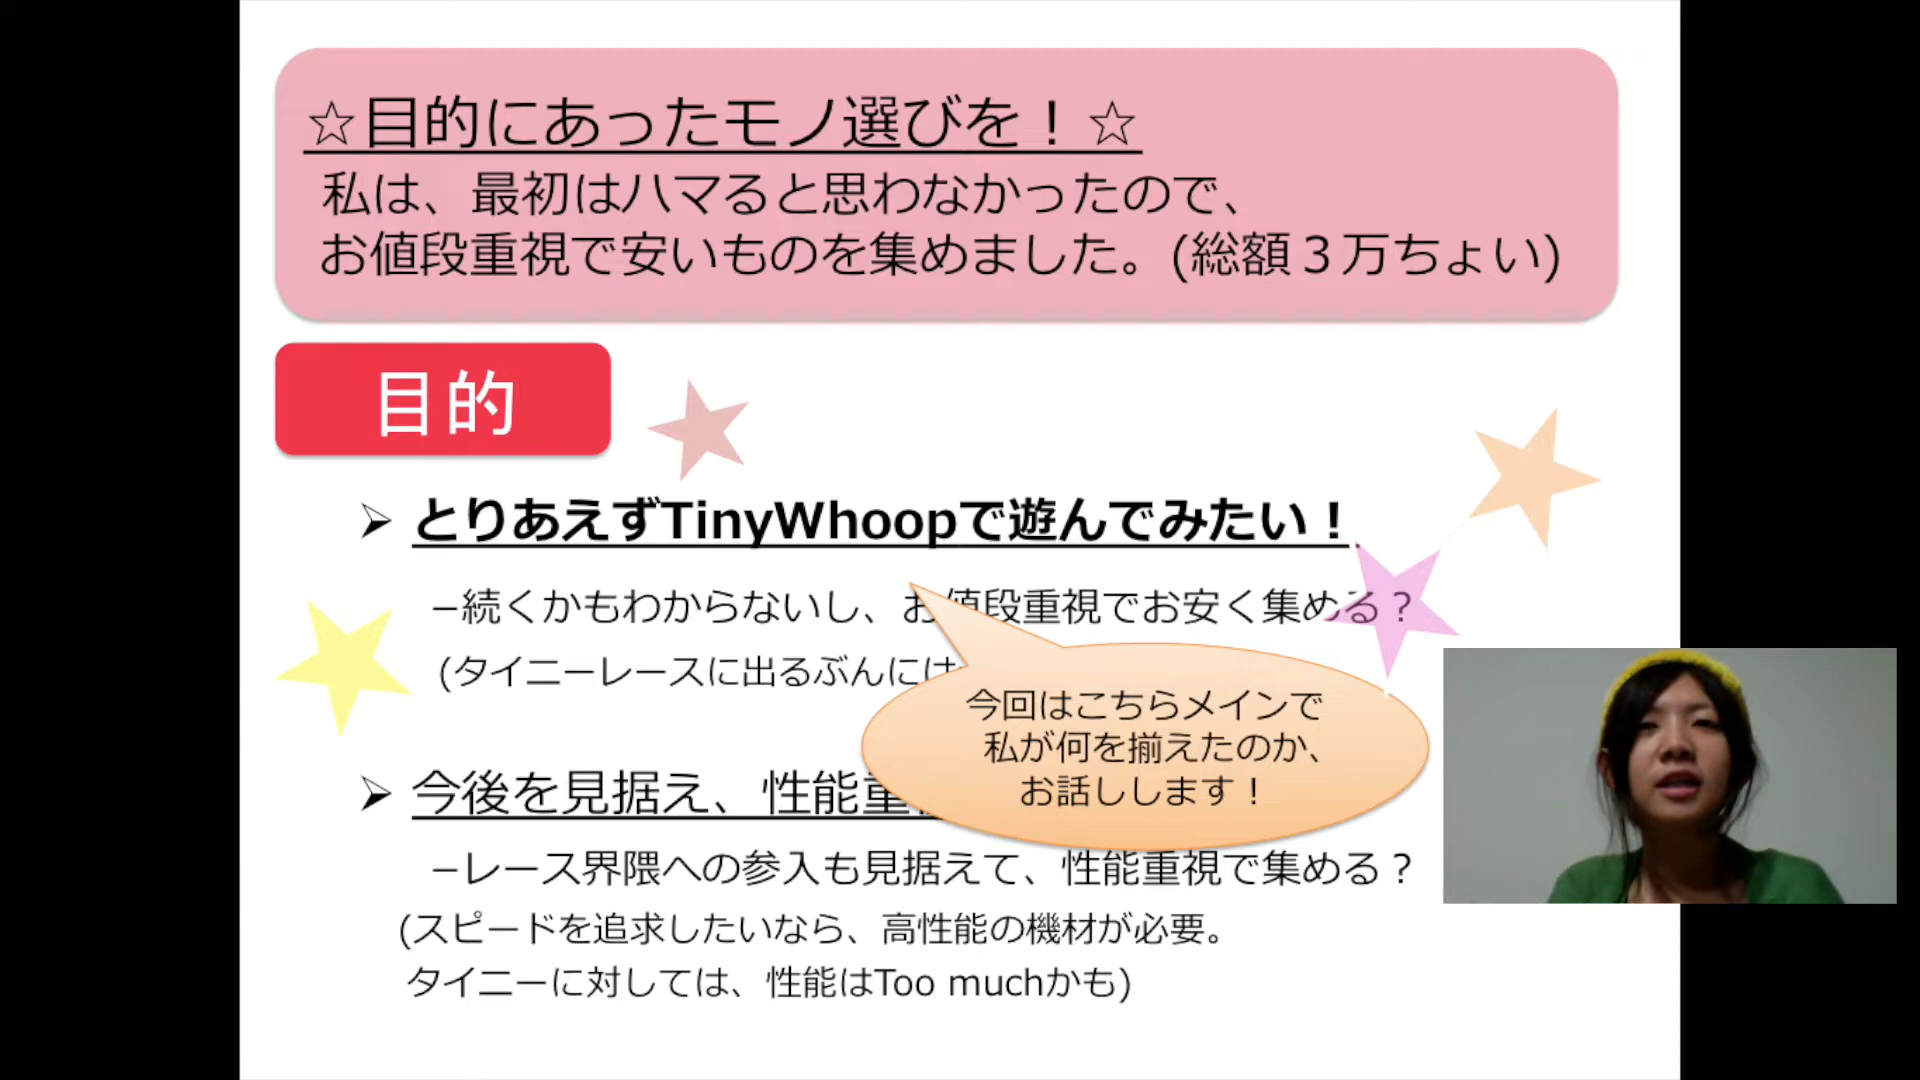 ☆目的にあったモノ選びを！☆
私は、最初はハマると思わなかったので、
お値段重視で安いものを集めました。(総額３万ちょい)
目的
➢ とりあえずTinyWhoopで遊んでみたい！
–続くかもわからないし、お値段重視でお安く集める？
(タイニーレースに出るぶんには
今回はこちらメインで
私が何を揃えたのか、
お話しします！
➢ 今後を見据え、性能重
–レース界隈への参入も見据えて、性能重視で集める？
(スピードを追求したいなら、高性能の機材が必要。
タイニーに対しては、性能はToo muchかも)